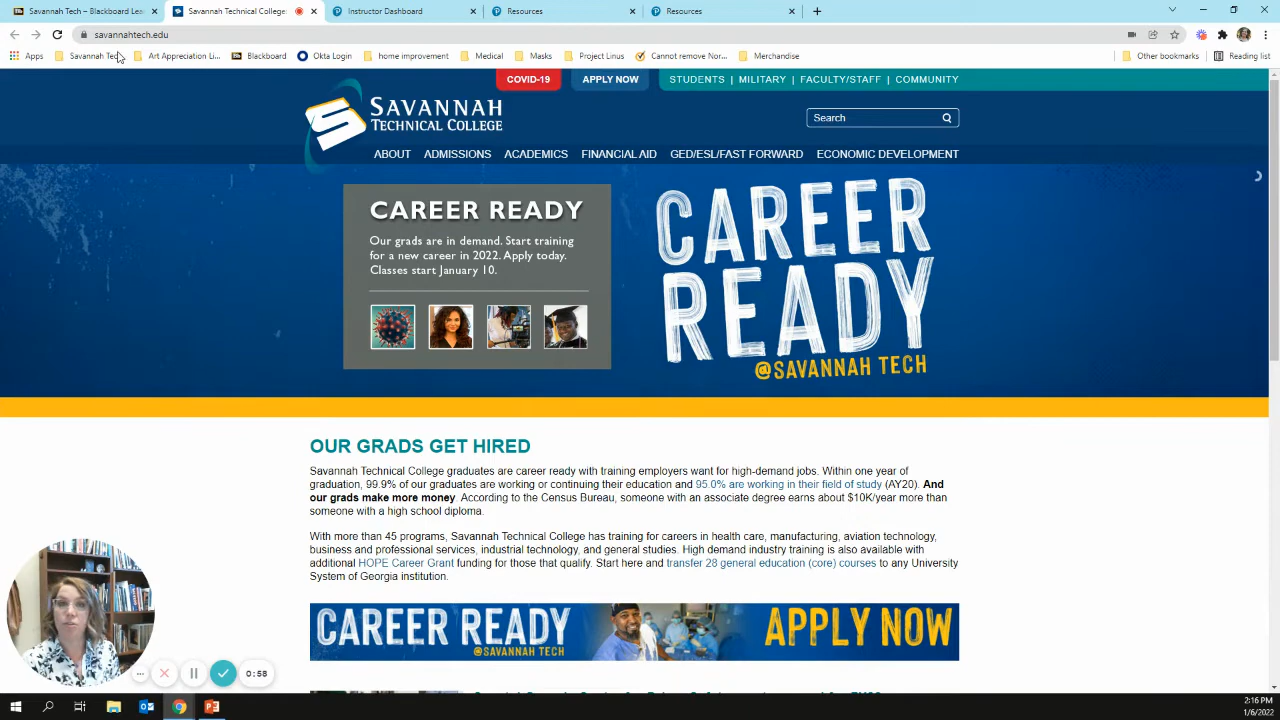 Savannah Tech – Blackboard Lea
Savannah Technical College:
Instructor Dashboard
Resources
Resources
savannahtech.edu
Apps
Savannah Tech
Art Appreciation Li...
Blackboard
Okta Login
home improvement
Medical
Masks
Project Linus
Cannot remove Nor...
Merchandise
Other bookmarks
Reading list
COVID-19
APPLY NOW
STUDENTS | MILITARY | FACULTY/STAFF | COMMUNITY
SAVANNAH
TECHNICAL COLLEGE
Search
ABOUT ADMISSIONS ACADEMICS FINANCIAL AID GED/ESL/FAST FORWARD ECONOMIC DEVELOPMENT
CAREER READY
Our grads are in demand. Start training
for a new career in 2022. Apply today.
Classes start January 10.
CAREER
READY
@SAVANNAH TECH
OUR GRADS GET HIRED
Savannah Technical College graduates are career ready with training employers want for high-demand jobs. Within one year of
graduation, 99.9% of our graduates are working or continuing their education and 95.0% are working in their field of study (AY20). And
our grads make more money. According to the Census Bureau, someone with an associate degree earns about $10K/year more than
someone with a high school diploma.
With more than 45 programs, Savannah Technical College has training for careers in health care, manufacturing, aviation technology,
business and professional services, industrial technology, and general studies. High demand industry training is also available with
additional HOPE Career Grant funding for those that qualify. Start here and transfer 28 general education (core) courses to any University
System of Georgia institution.
CAREER READY
@SAVANNAH TECH
APPLY NOW
0:58
2:16 PM
1/6/2022